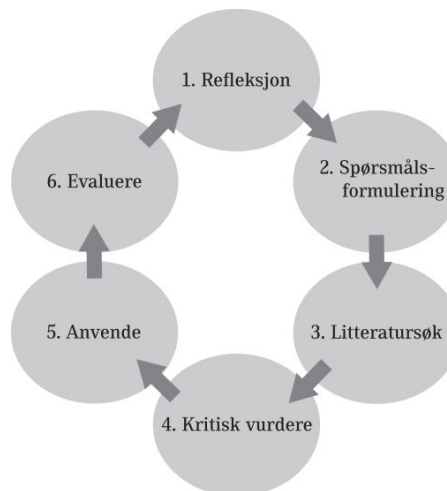 1. Refleksjon
2. Spørsmåls-
formulering
3. Litteratursøk
4. Kritisk vurdere
5. Anvende
6. Evaluere